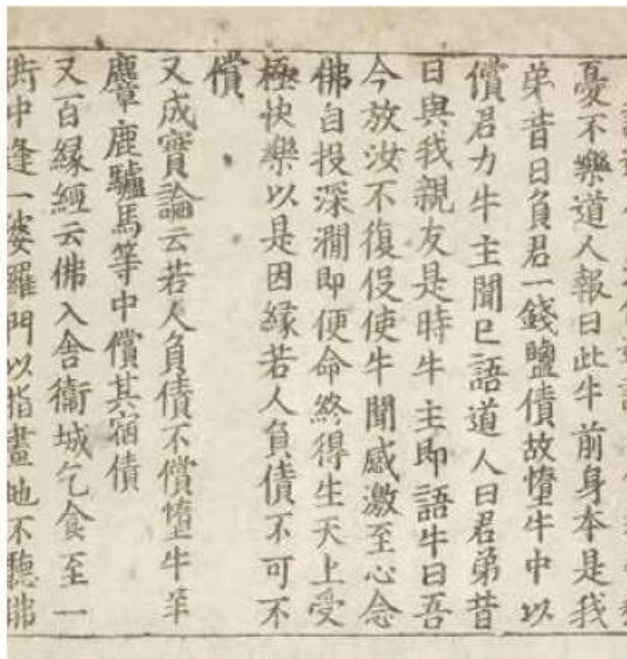 憂不樂道人報曰此牛前身本是我
弟昔日負君一錢鹽債故墮牛中以
償君力牛主聞已語道人曰君弟昔
日與我親友是時牛主即語牛曰吾
今放汝不復役使牛聞感激至心念
佛自投深澗即便命終得生天上受
極快樂以是因緣若人負債不可不
償
又成實論云若人負債不償墮牛羊
麞鹿驢馬等中償其宿債
又百緣經云佛入舍衞城乞食至一
街中逢一婆羅門以指畫地不聽佛